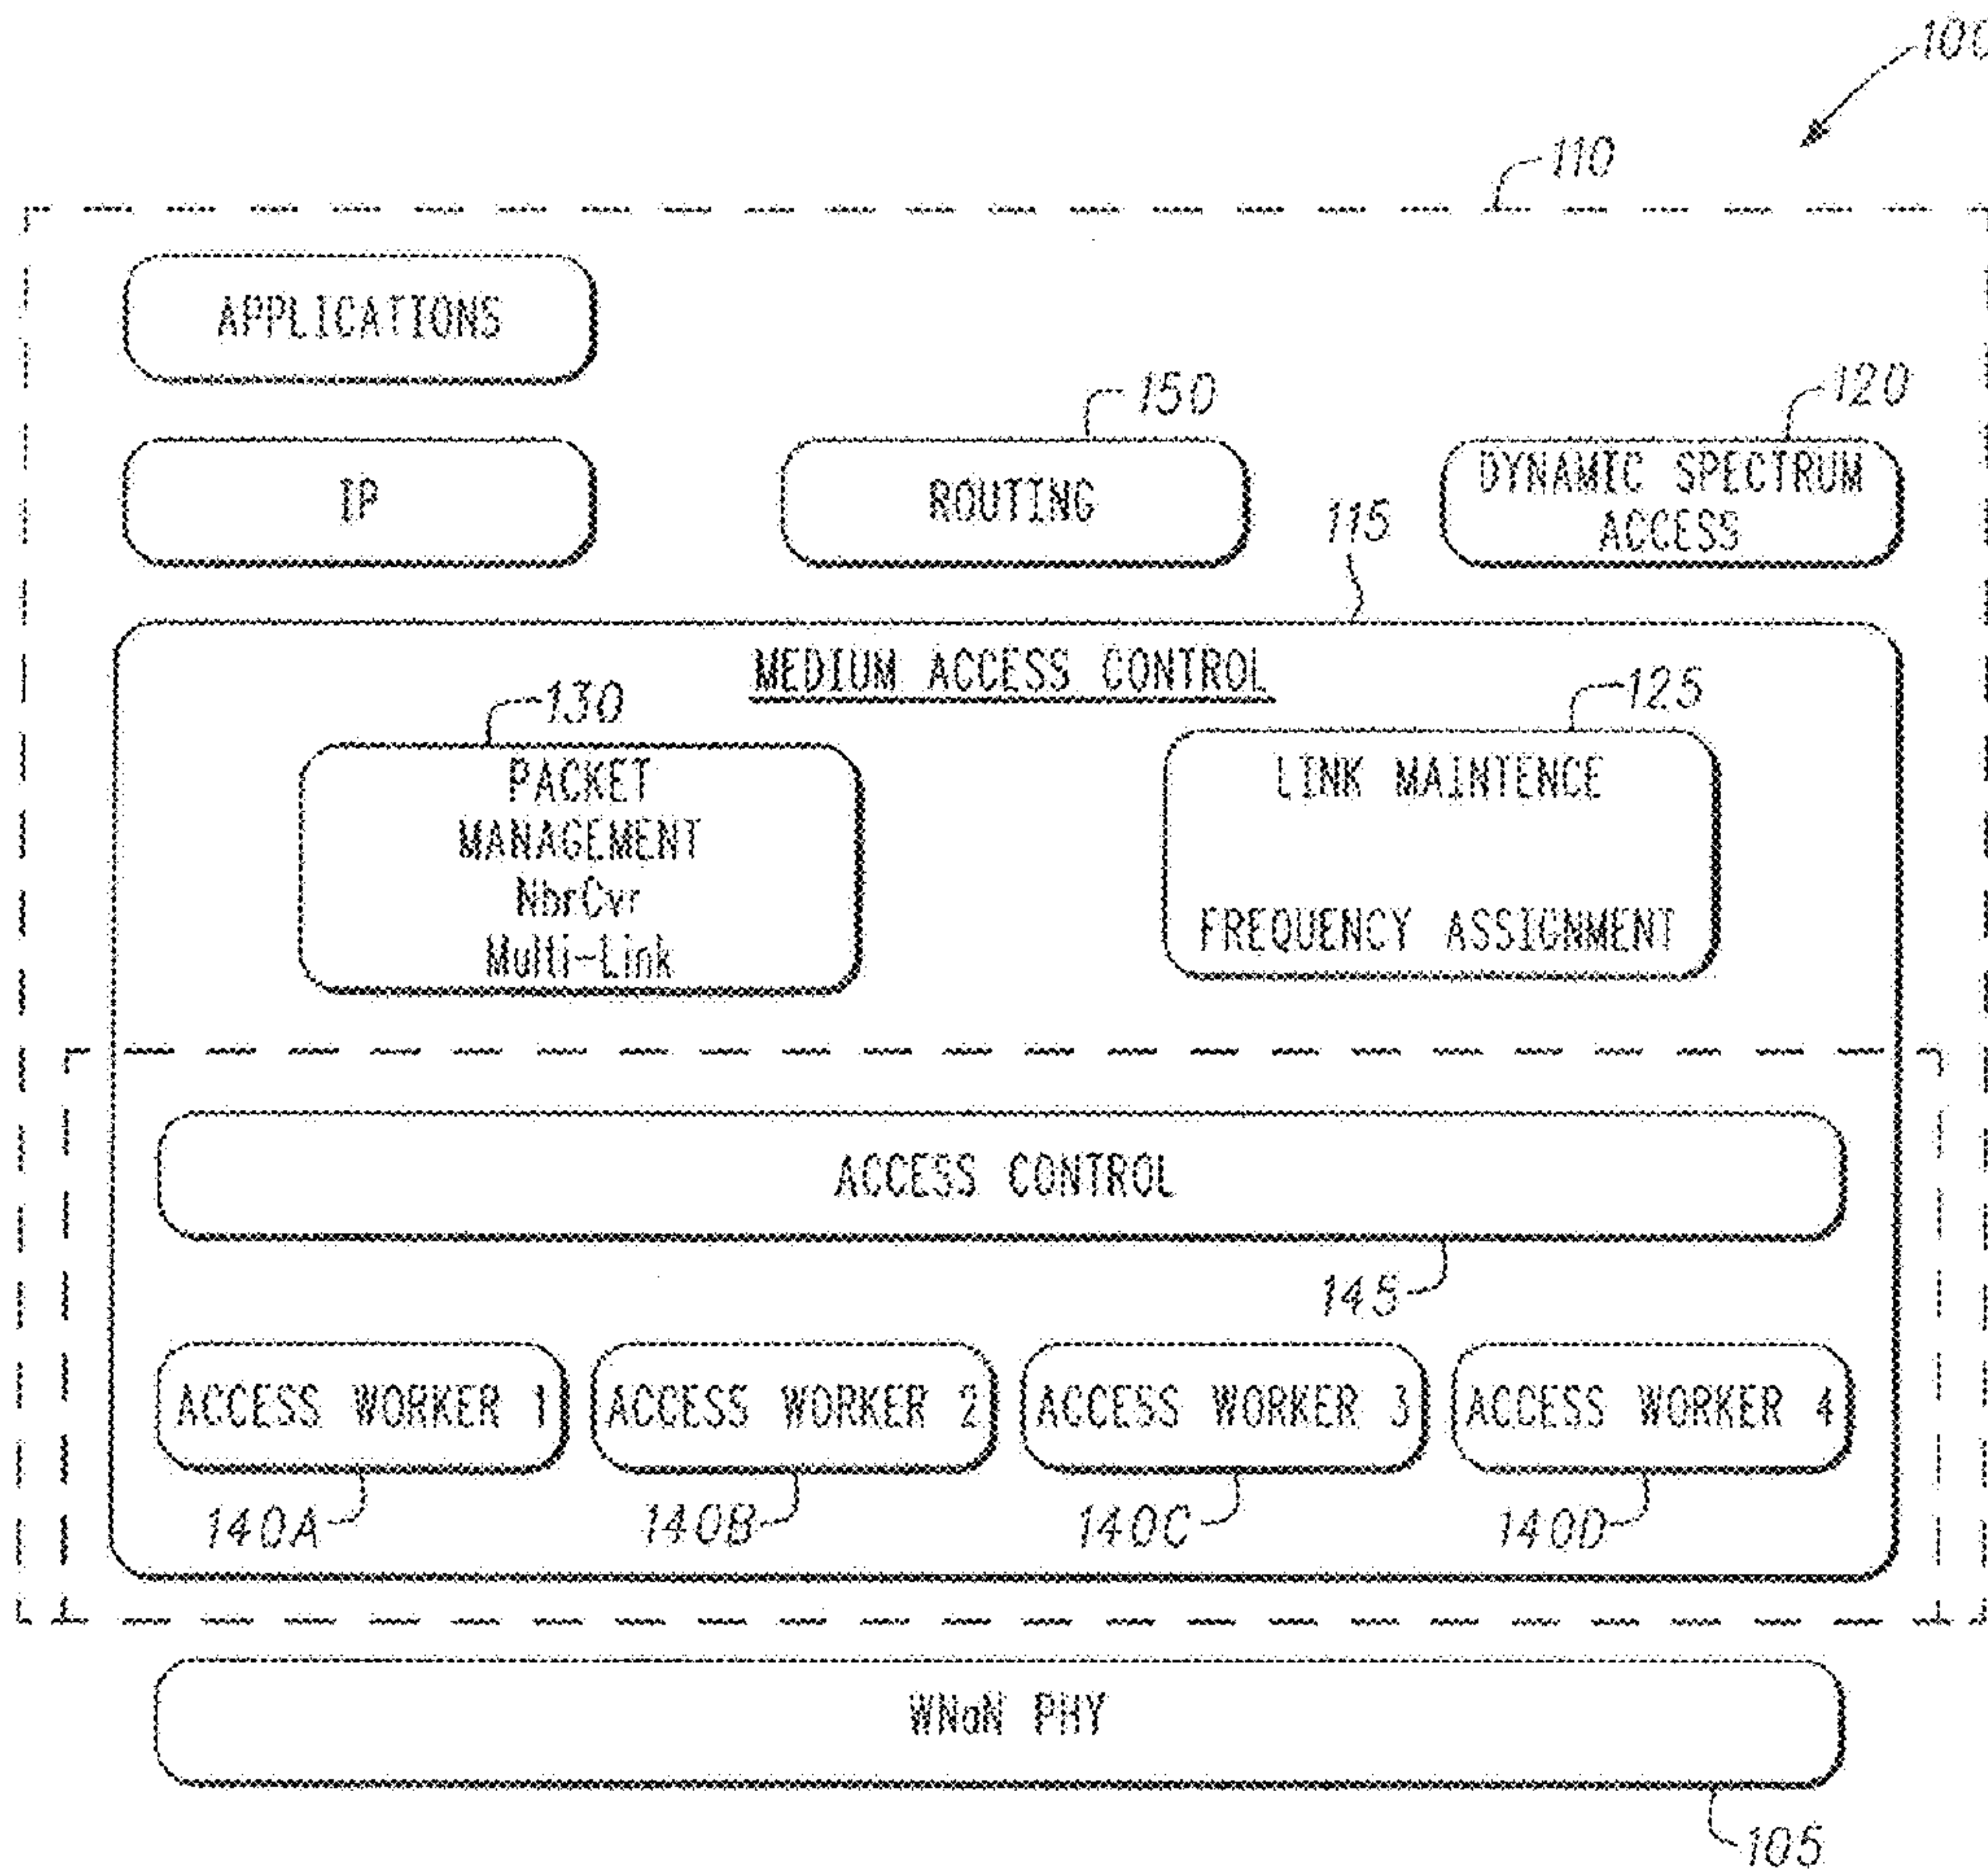 100
110
APPLICATIONS
150
120
IP
ROUTING
DYNAMIC SPECTRUM
ACCESS
115
MEDIUM ACCESS CONTROL
130
125
PACKET
MANAGEMENT
NbrCvr
Multi-Link
LINK MAINTENCE
FREQUENCY ASSIGNMENT
ACCESS CONTROL
145
ACCESS WORKER 1
ACCESS WORKER 2
ACCESS WORKER 3
ACCESS WORKER 4
140A
140B
140C
140D
WNaN PHY
105